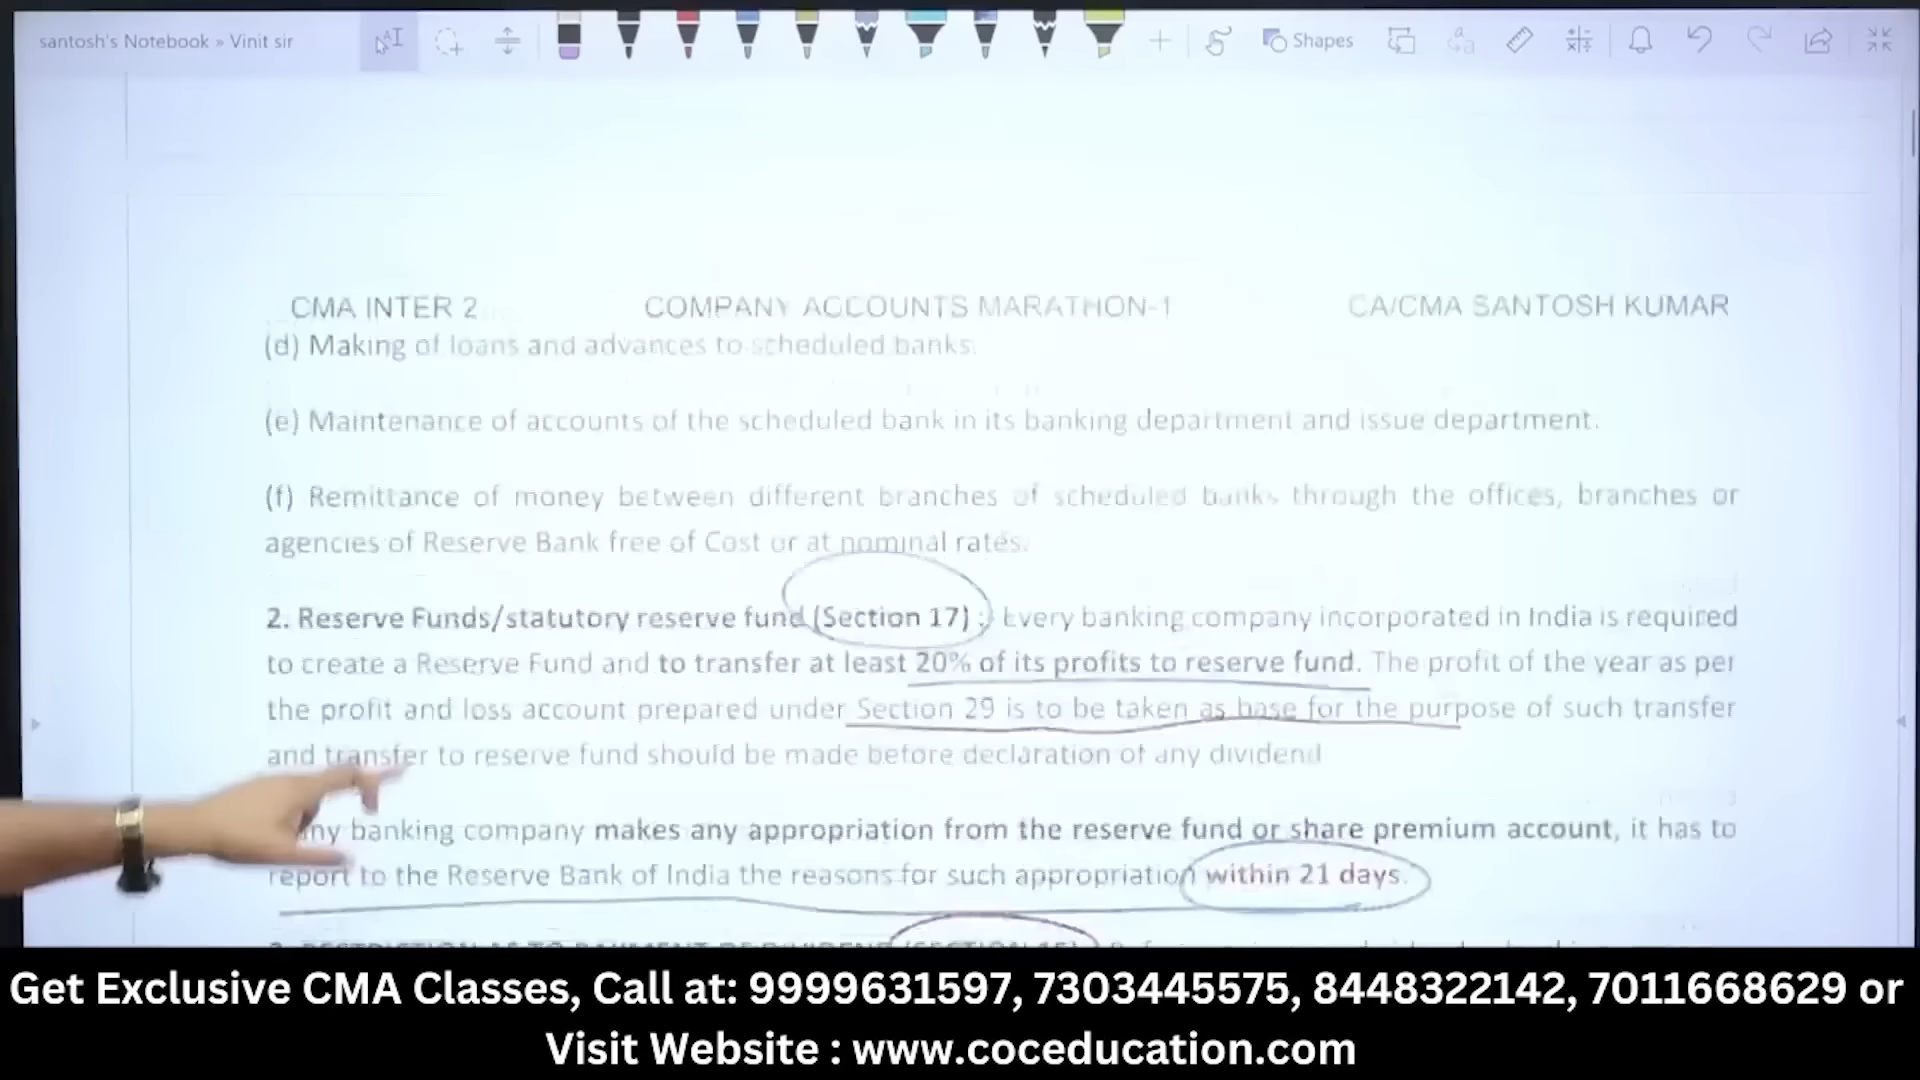 santosh's Notebook » Vinit sir
Shapes
CMA INTER 2 COMPANY ACCOUNTS MARATHON-1 CA/CMA SANTOSH KUMAR
(d) Making of loans and advances to scheduled banks.
(e) Maintenance of accounts of the scheduled bank in its banking department and issue department.
(f) Remittance of money between different branches of scheduled banks through the offices, branches or
agencies of Reserve Bank free of Cost or at nominal rates.
2. Reserve Funds/statutory reserve fund (Section 17) : Every banking company incorporated in India is required
to create a Reserve Fund and to transfer at least 20% of its profits to reserve fund. The profit of the year as per
the profit and loss account prepared under Section 29 is to be taken as base for the purpose of such transfer
and transfer to reserve fund should be made before declaration of any dividend
banking company makes any appropriation from the reserve fund or share premium account, it has to
report to the Reserve Bank of India the reasons for such appropriation within 21 days.
Get Exclusive CMA Classes, Call at: 9999631597, 7303445575, 8448322142, 7011668629 or
Visit Website : www.coceducation.com